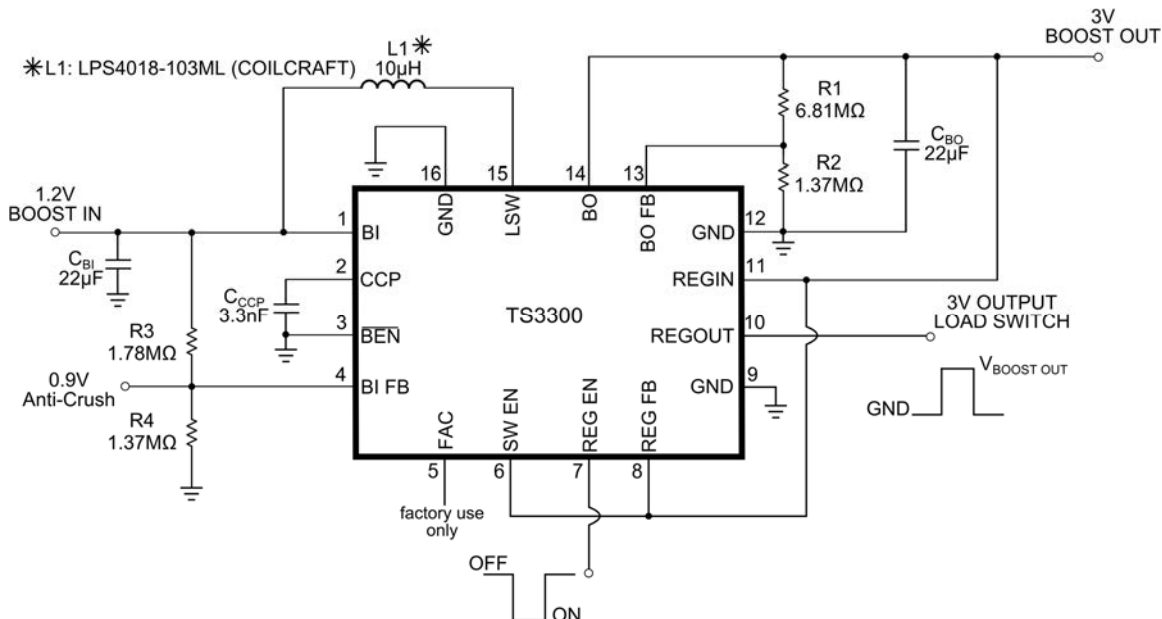 3V
BOOST OUT
✳L1: LPS4018-103ML (COILCRAFT)
L1✳
10µH
R1
6.81MΩ
C_BO
22µF
R2
1.37MΩ
16
15
14
13
GND
LSW
BO
BO FB
1.2V
BOOST IN
1
BI
GND
12
C_BI
22µF
2
CCP
REGIN
11
C_CCP
3.3nF
TS3300
3V OUTPUT
LOAD SWITCH
3
BEN
REGOUT
10
R3
1.78MΩ
0.9V
Anti-Crush
4
BI FB
GND
9
V_BOOST OUT
GND
R4
1.37MΩ
FAC
SW EN
REG EN
REG FB
5
6
7
8
factory use
only
OFF
ON